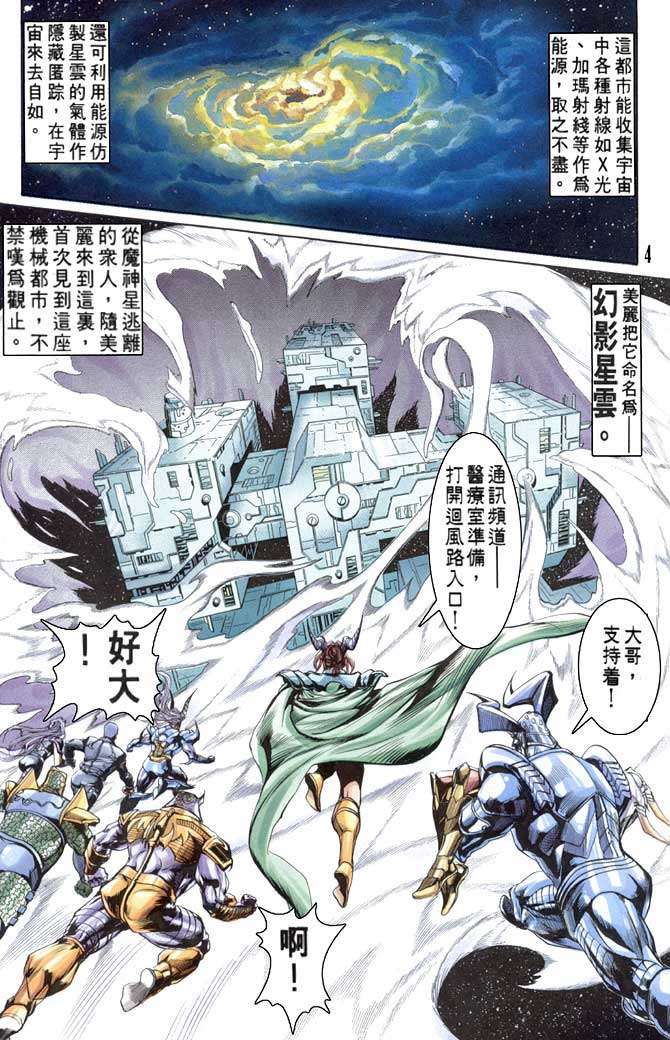 這都市能收集宇宙
中各種射線如X光
、加瑪射綫等作爲
能源，取之不盡。
還可利用能源仿
製星雲的氣體作
隱藏匿踪，在宇
宙來去自如。
4
美麗把它命名爲——
幻影星雲。
從魔神星逃離
的衆人，隨美
麗來到這裏，
首次見到這座
機械都市，不
禁嘆爲觀止。
通訊頻道——
醫療室準備，
打開迴風路入口！
大哥，
支持着！
好大
！
啊！